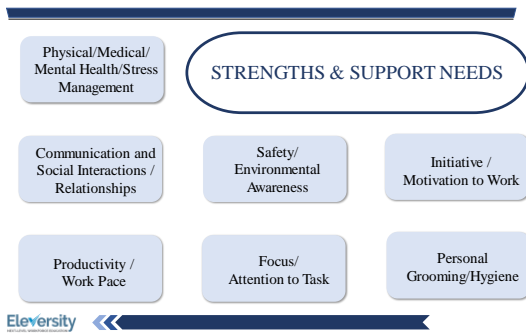 Physical/Medical/
Mental Health/Stress
Management
STRENGTHS & SUPPORT NEEDS
Communication and
Social Interactions /
Relationships
Safety/
Environmental
Awareness
Initiative /
Motivation to Work
Productivity /
Work Pace
Focus/
Attention to Task
Personal
Grooming/Hygiene
Eleversity